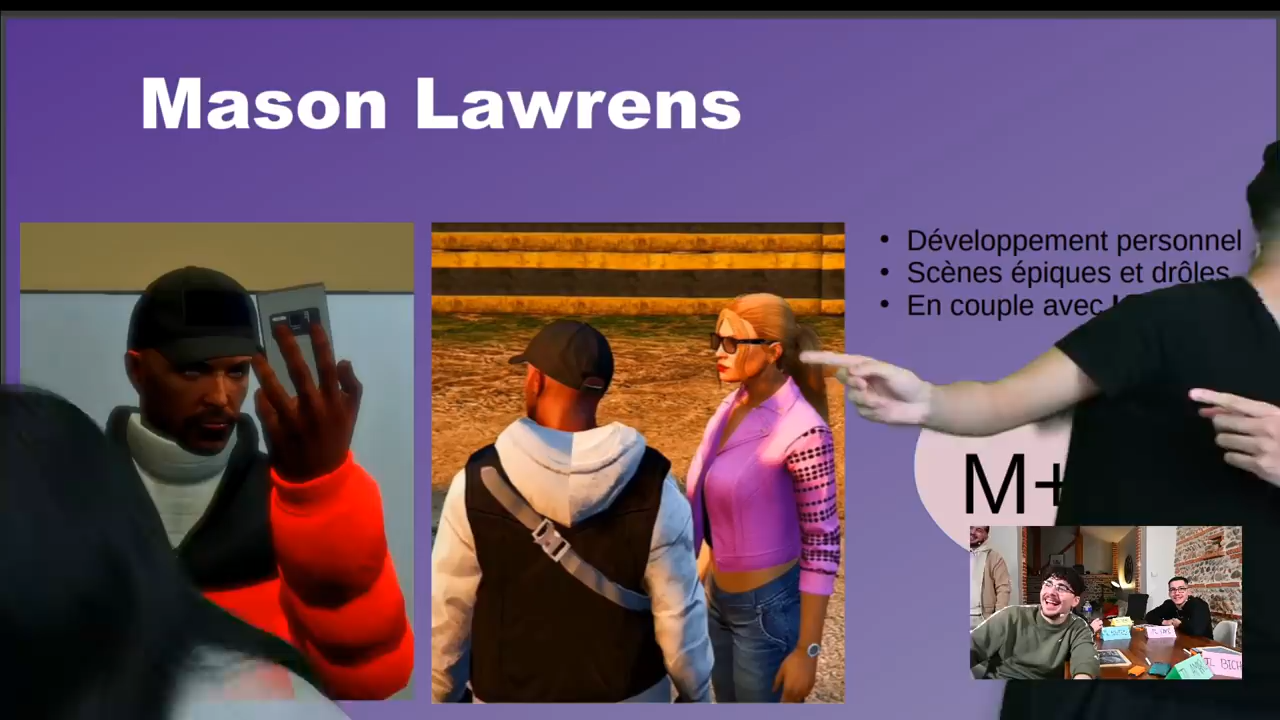 Mason Lawrens
• Développement personnel
• Scènes épiques et drôles
• En couple avec
M+